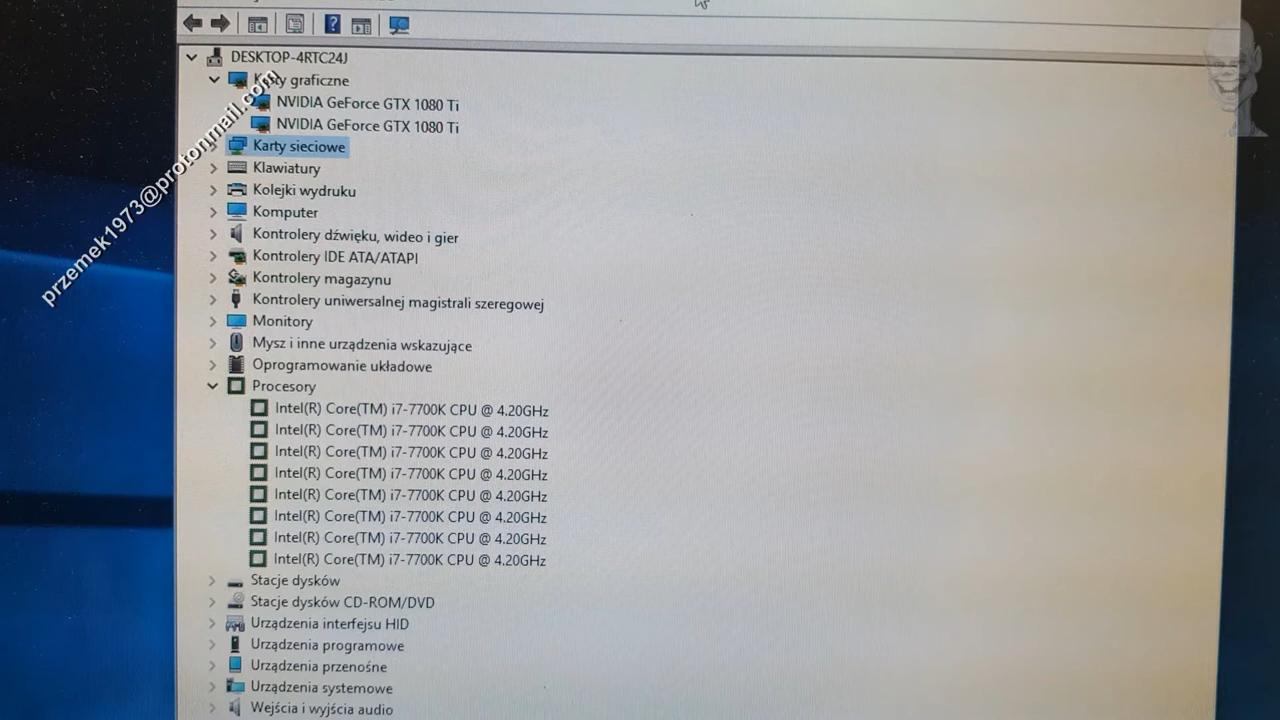 DESKTOP-4RTC24J
Karty graficzne
NVIDIA GeForce GTX 1080 Ti
NVIDIA GeForce GTX 1080 Ti
Karty sieciowe
Klawiatury
Kolejki wydruku
Komputer
Kontrolery dźwięku, wideo i gier
Kontrolery IDE ATA/ATAPI
Kontrolery magazynu
Kontrolery uniwersalnej magistrali szeregowej
Monitory
Mysz i inne urządzenia wskazujące
Oprogramowanie układowe
Procesory
Intel(R) Core(TM) i7-7700K CPU @ 4.20GHz
Intel(R) Core(TM) i7-7700K CPU @ 4.20GHz
Intel(R) Core(TM) i7-7700K CPU @ 4.20GHz
Intel(R) Core(TM) i7-7700K CPU @ 4.20GHz
Intel(R) Core(TM) i7-7700K CPU @ 4.20GHz
Intel(R) Core(TM) i7-7700K CPU @ 4.20GHz
Intel(R) Core(TM) i7-7700K CPU @ 4.20GHz
Intel(R) Core(TM) i7-7700K CPU @ 4.20GHz
Stacje dysków
Stacje dysków CD-ROM/DVD
Urządzenia interfejsu HID
Urządzenia programowe
Urządzenia przenośne
Urządzenia systemowe
Wejścia i wyjścia audio
przemek1973@protonmail.com